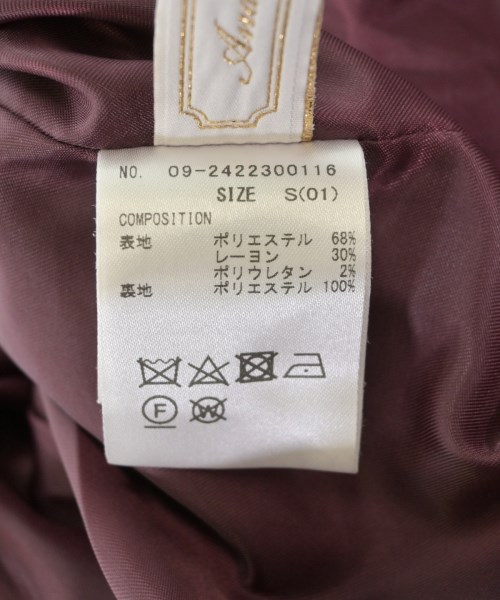 NO. 09-2422300116
SIZE S(01)
COMPOSITION
表地 ポリエステル 68%
レーヨン 30%
ポリウレタン 2%
裏地 ポリエステル 100%
F
W